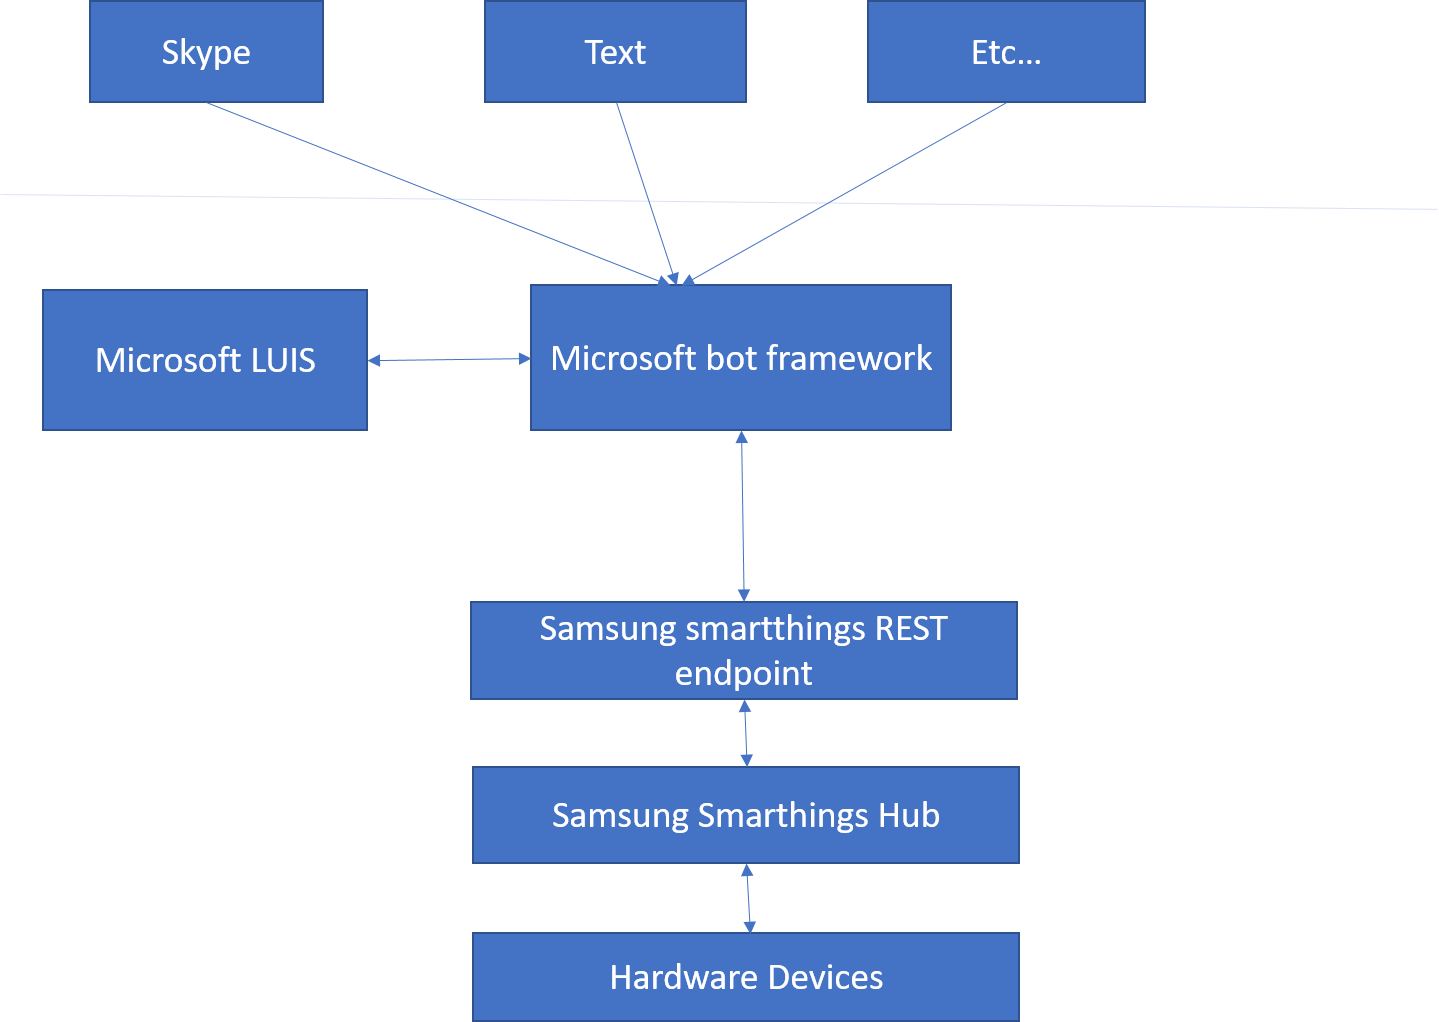 Skype
Text
Etc...
Microsoft LUIS
Microsoft bot framework
Samsung smartthings REST
endpoint
Samsung Smarthings Hub
Hardware Devices